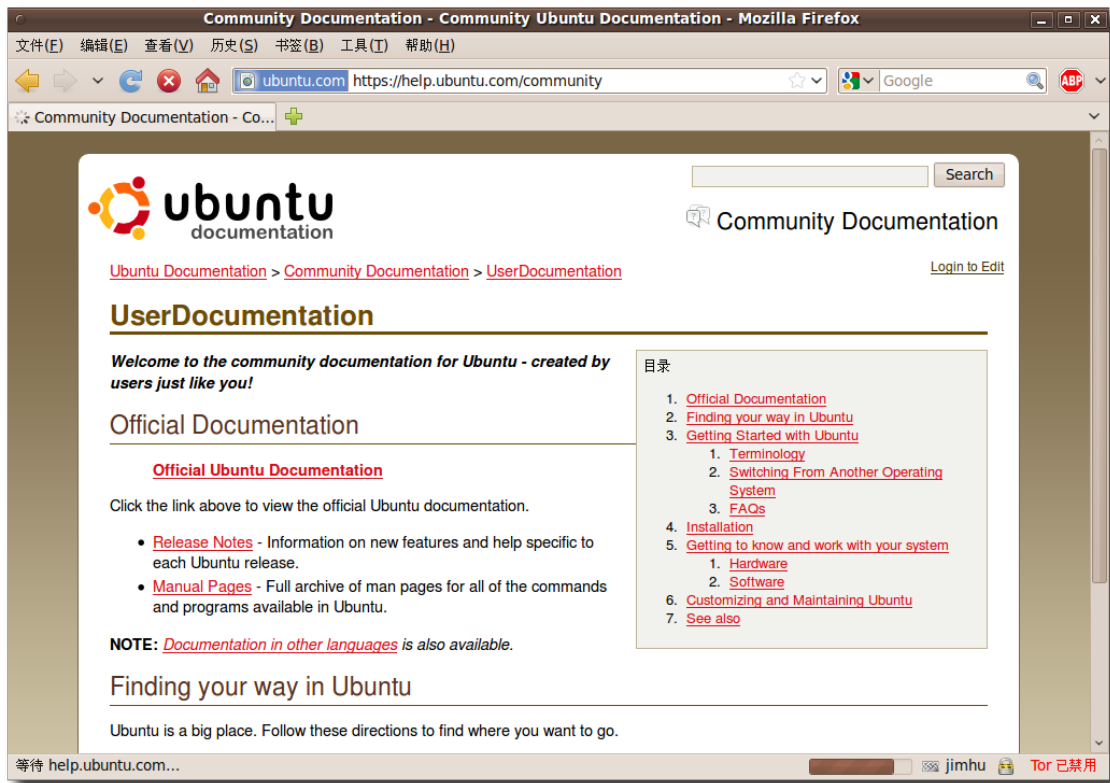 Community Documentation - Community Ubuntu Documentation - Mozilla Firefox
文件(F) 编辑(E) 查看(V) 历史(S) 书签(B) 工具(T) 帮助(H)
ubuntu.com https://help.ubuntu.com/community
Google
ABP
Community Documentation - Co...
Search
ubuntu
documentation
Community Documentation
Ubuntu Documentation > Community Documentation > UserDocumentation
Login to Edit
UserDocumentation
Welcome to the community documentation for Ubuntu - created by
users just like you!
Official Documentation
Official Ubuntu Documentation
Click the link above to view the official Ubuntu documentation.
• Release Notes - Information on new features and help specific to
each Ubuntu release.
• Manual Pages - Full archive of man pages for all of the commands
and programs available in Ubuntu.
NOTE: Documentation in other languages is also available.
目录
1. Official Documentation
2. Finding your way in Ubuntu
3. Getting Started with Ubuntu
1. Terminology
2. Switching From Another Operating
System
3. FAQs
4. Installation
5. Getting to know and work with your system
1. Hardware
2. Software
6. Customizing and Maintaining Ubuntu
7. See also
Finding your way in Ubuntu
Ubuntu is a big place. Follow these directions to find where you want to go.
等待 help.ubuntu.com...
jimhu
Tor 已禁用